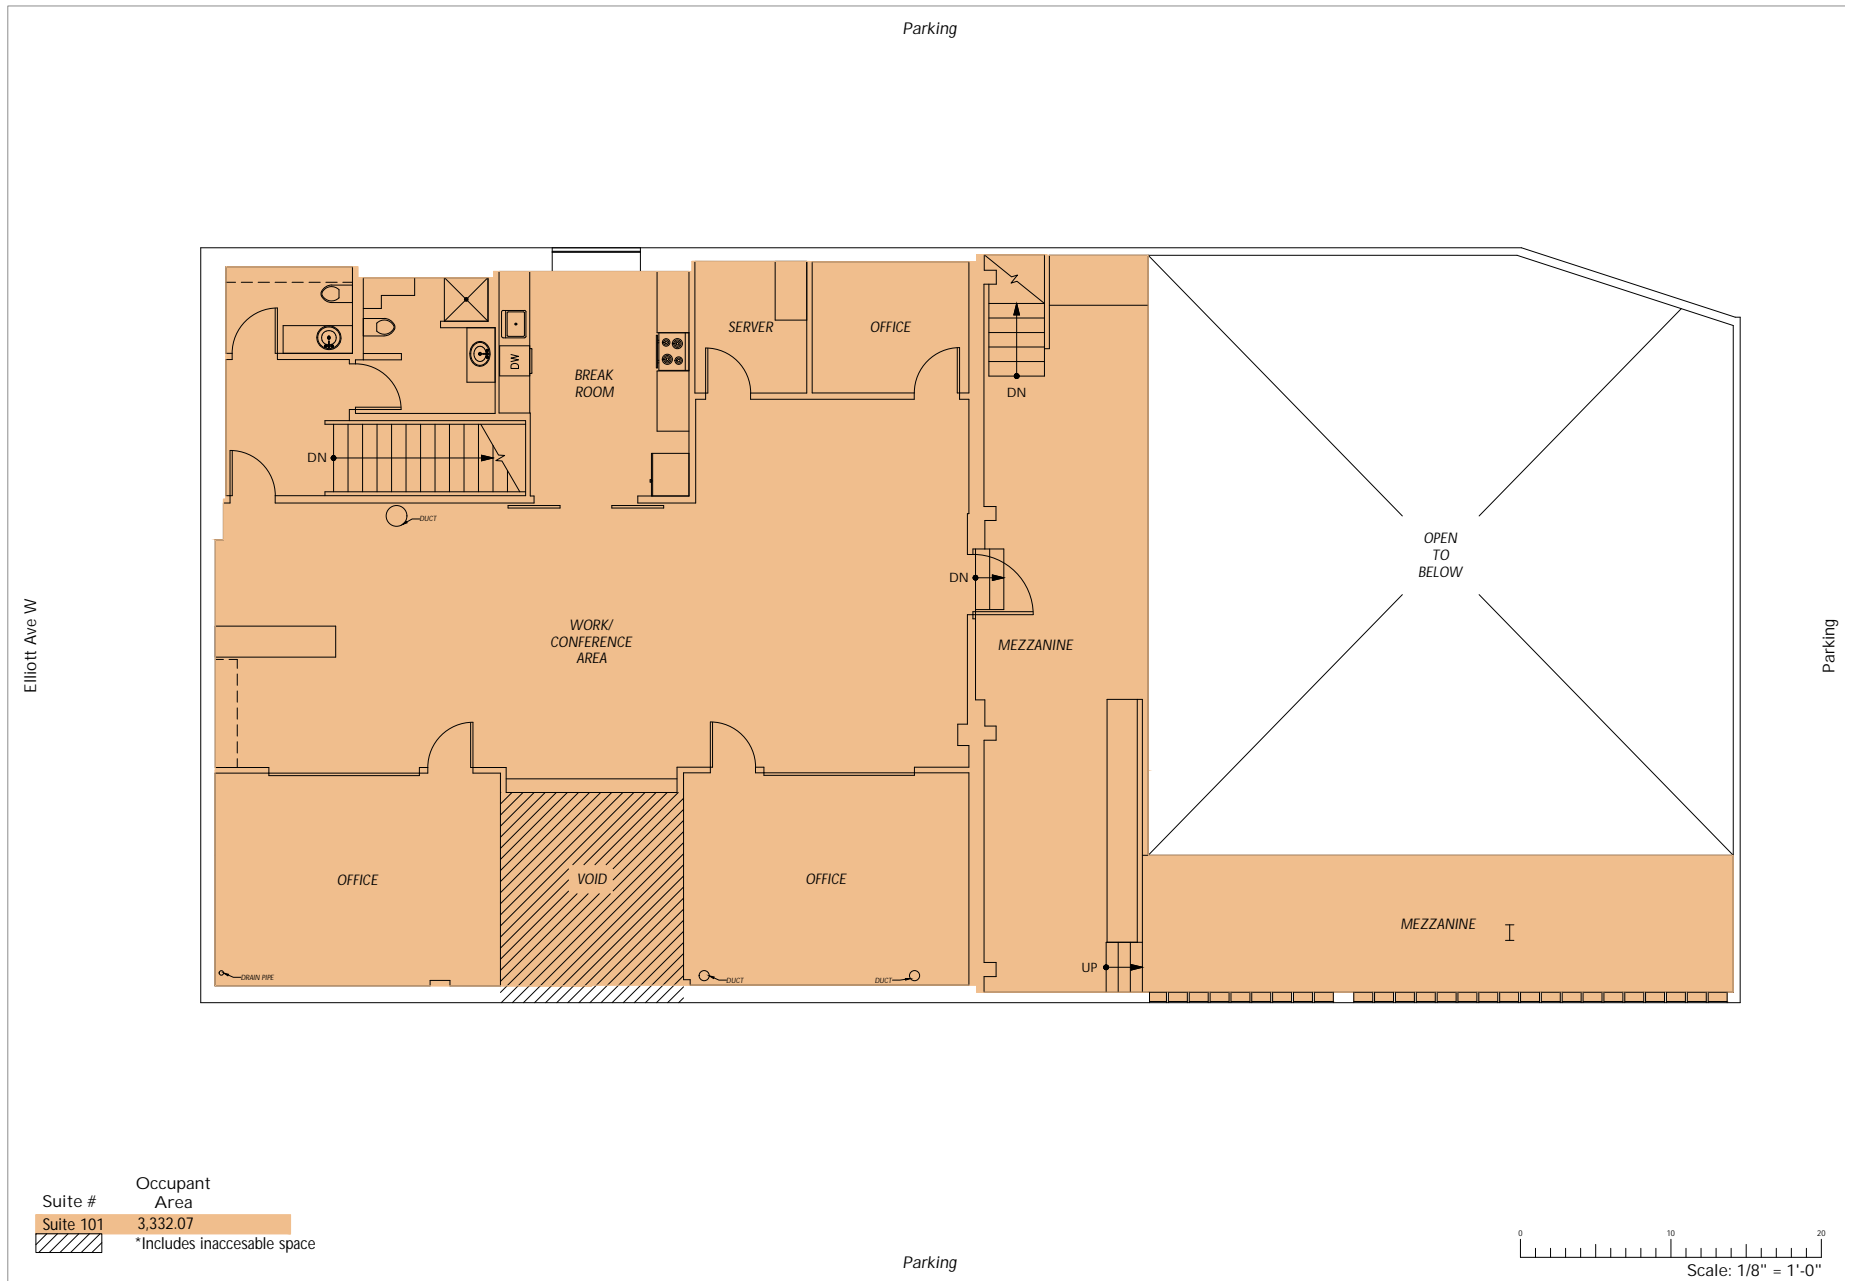 Parking
SERVER
OFFICE
BREAK
ROOM
DW
DN
DN
DUCT
DN
OPEN
TO
BELOW
WORK/
CONFERENCE
AREA
MEZZANINE
Elliott Ave W
Parking
OFFICE
VOID
OFFICE
MEZZANINE
UP
DRAIN PIPE
DUCT
DUCT
Suite #
Occupant
Area
Suite 101
3,332.07
*Includes inaccesable space
Parking
0
10
20
Scale: 1/8" = 1'-0"